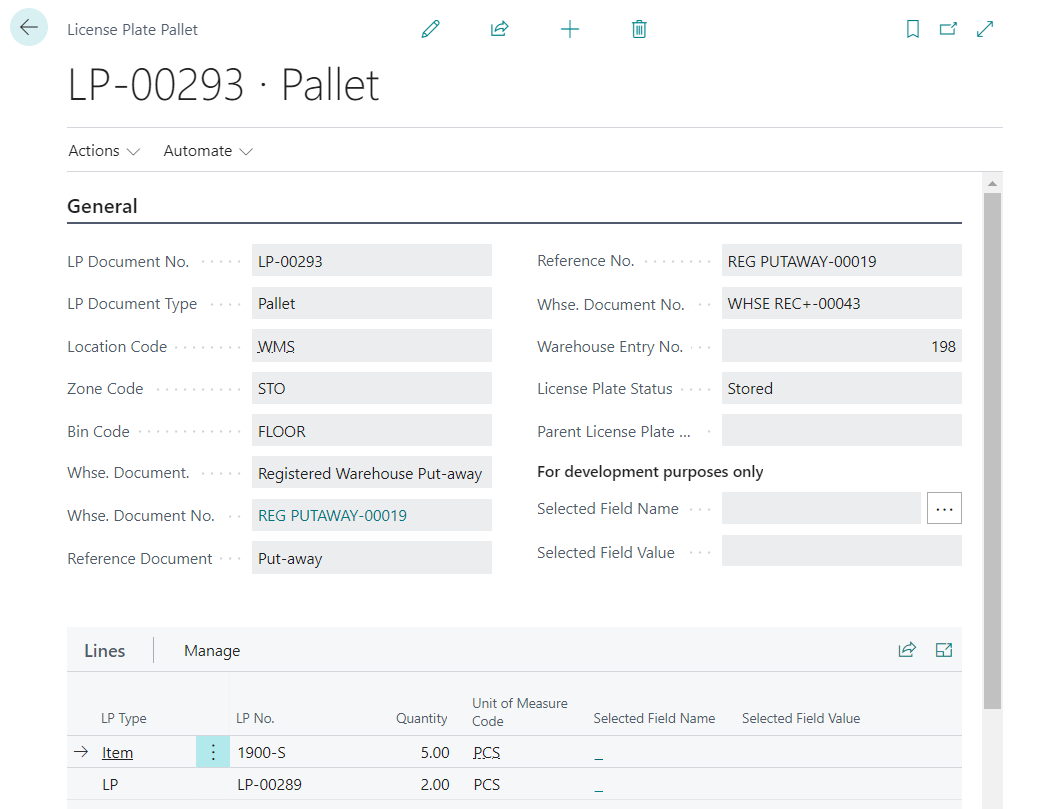 License Plate Pallet
LP-00293 · Pallet
Actions
Automate
General
LP Document No.
LP-00293
LP Document Type
Pallet
Location Code
WMS
Zone Code
STO
Bin Code
FLOOR
Whse. Document.
Registered Warehouse Put-away
Whse. Document No.
REG PUTAWAY-00019
Reference Document
Put-away
Reference No.
REG PUTAWAY-00019
Whse. Document No.
WHSE REC+-00043
Warehouse Entry No.
198
License Plate Status
Stored
Parent License Plate ...
For development purposes only
Selected Field Name
...
Selected Field Value
Lines
Manage
LP Type LP No. Quantity Unit of Measure Code Selected Field Name Selected Field Value
Item 1900-S 5.00 PCS _
LP LP-00289 2.00 PCS _